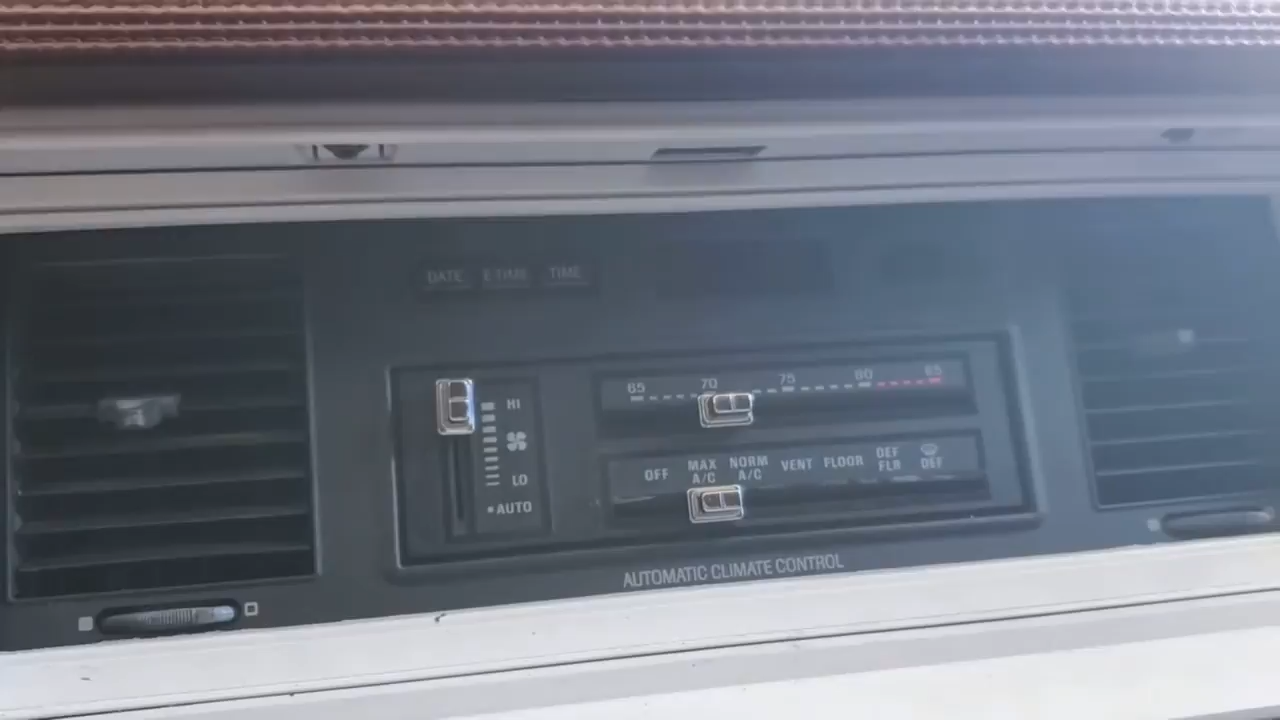 DATE E-TIME TIME
65 70 75 80 85
HI
LO
AUTO
OFF MAX A/C NORM A/C VENT FLOOR DEF FLR DEF
AUTOMATIC CLIMATE CONTROL